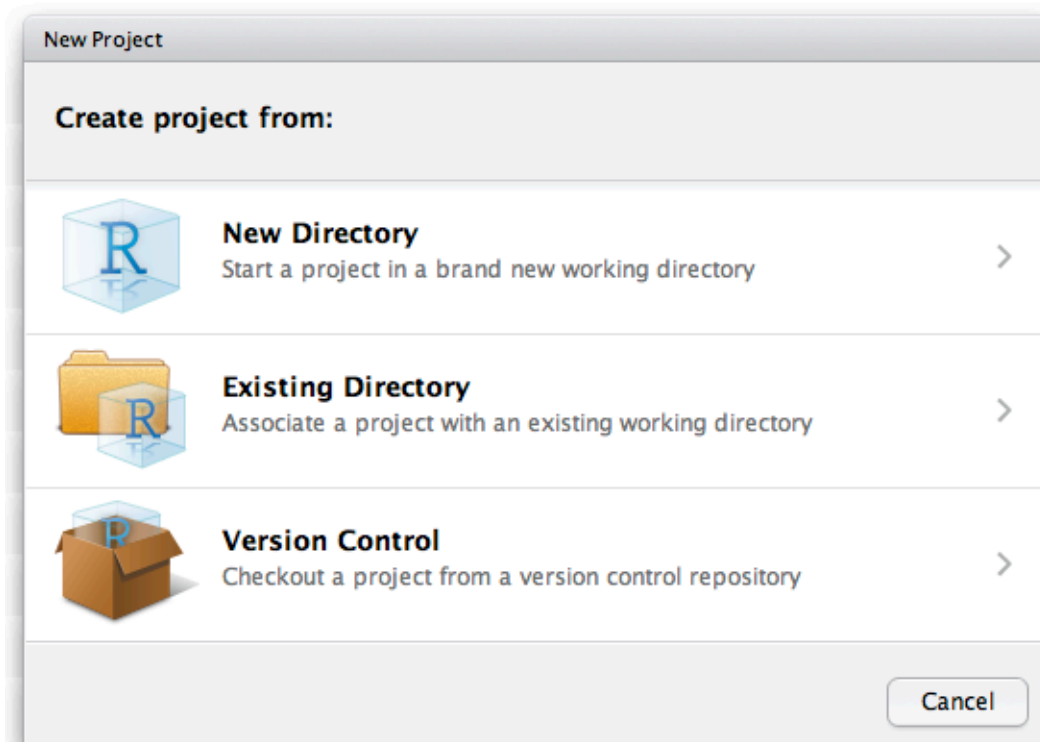 New Project
Create project from:
R
New Directory
Start a project in a brand new working directory
R
Existing Directory
Associate a project with an existing working directory
R
Version Control
Checkout a project from a version control repository
Cancel